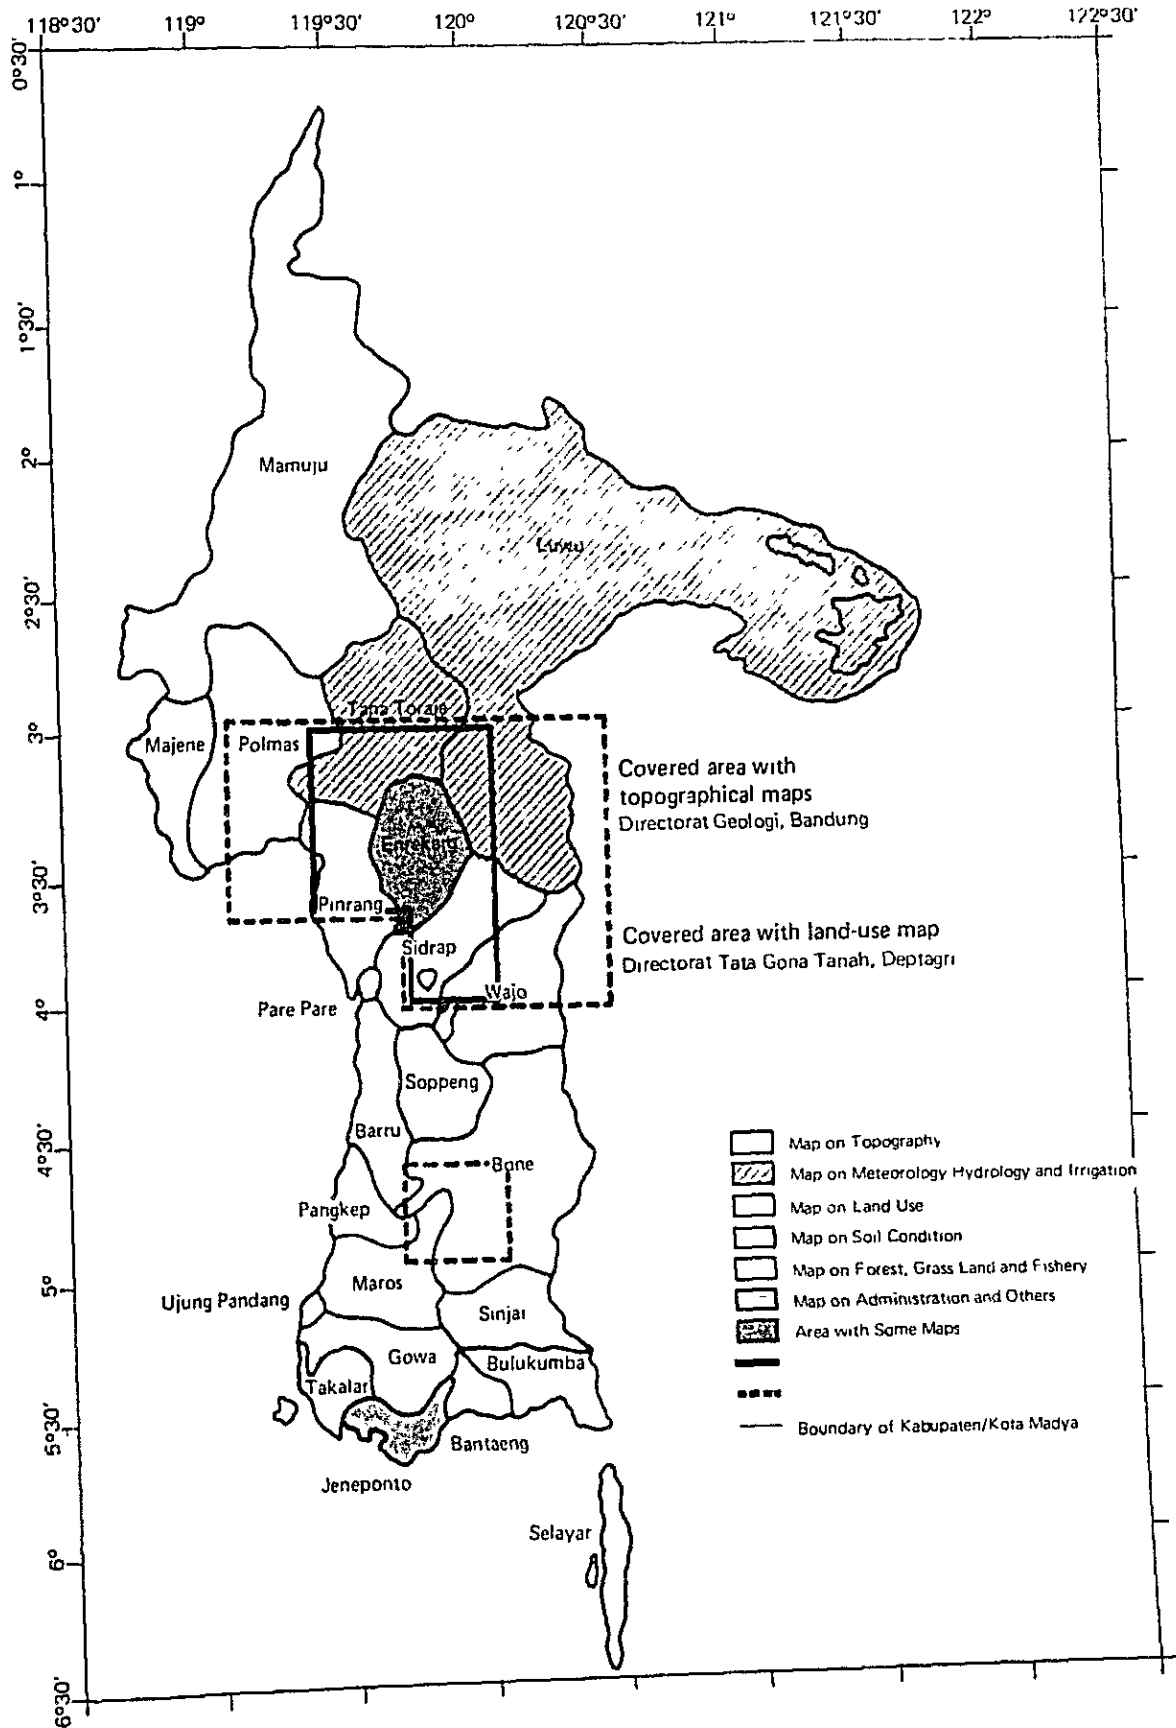 118°30'
119°
119°30'
120°
120°30'
121°
121°30'
122°
122°30'
0°30'
1°
1°30'
2°
2°30'
3°
3°30'
4°
4°30'
5°
5°30'
6°
6°30'
Mamuju
Luwu
Tana Toraja
Majene
Polmas
Enrekang
Pinrang
Sidrap
Wajo
Pare Pare
Soppeng
Barru
Bone
Pangkep
Maros
Ujung Pandang
Sinjai
Gowa
Bulukumba
Takalar
Bantaeng
Jeneponto
Selayar
Covered area with
topographical maps
Directorat Geologi, Bandung
Covered area with land-use map
Directorat Tata Gona Tanah, Deptagri
Map on Topography
Map on Meteorology Hydrology and Irrigation
Map on Land Use
Map on Soil Condition
Map on Forest, Grass Land and Fishery
Map on Administration and Others
Area with Some Maps
Boundary of Kabupaten/Kota Madya